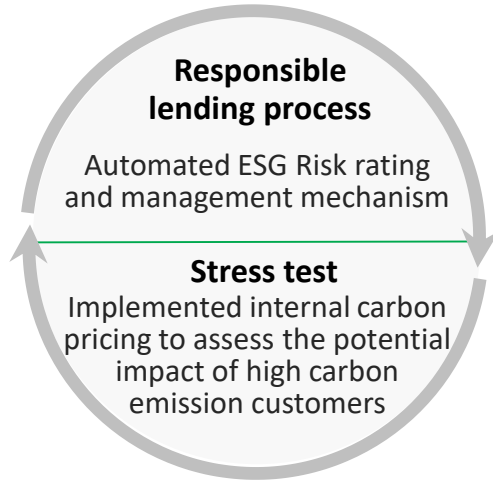 Responsible
lending process
Automated ESG Risk rating
and management mechanism
Stress test
Implemented internal carbon
pricing to assess the potential
impact of high carbon
emission customers